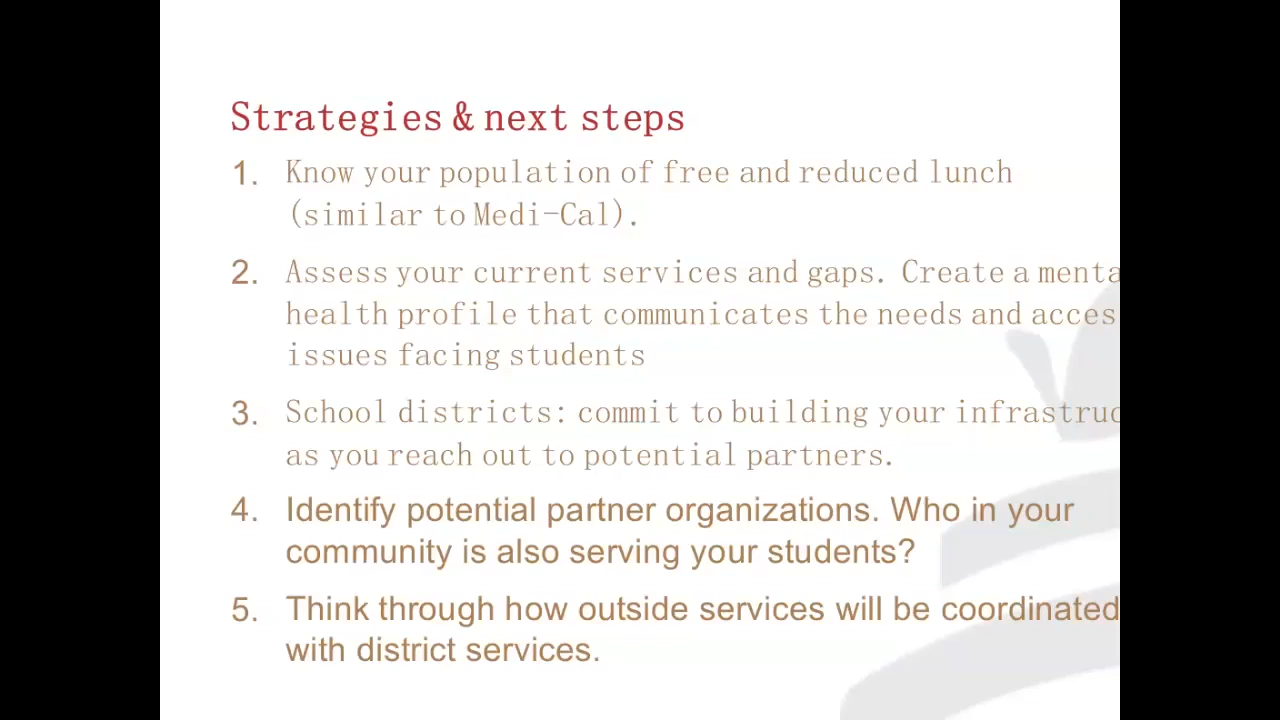 Strategies & next steps
1. Know your population of free and reduced lunch
(similar to Medi-Cal).
2. Assess your current services and gaps. Create a menta
health profile that communicates the needs and acces
issues facing students
3. School districts: commit to building your infrastruc
as you reach out to potential partners.
4. Identify potential partner organizations. Who in your
community is also serving your students?
5. Think through how outside services will be coordinated
with district services.